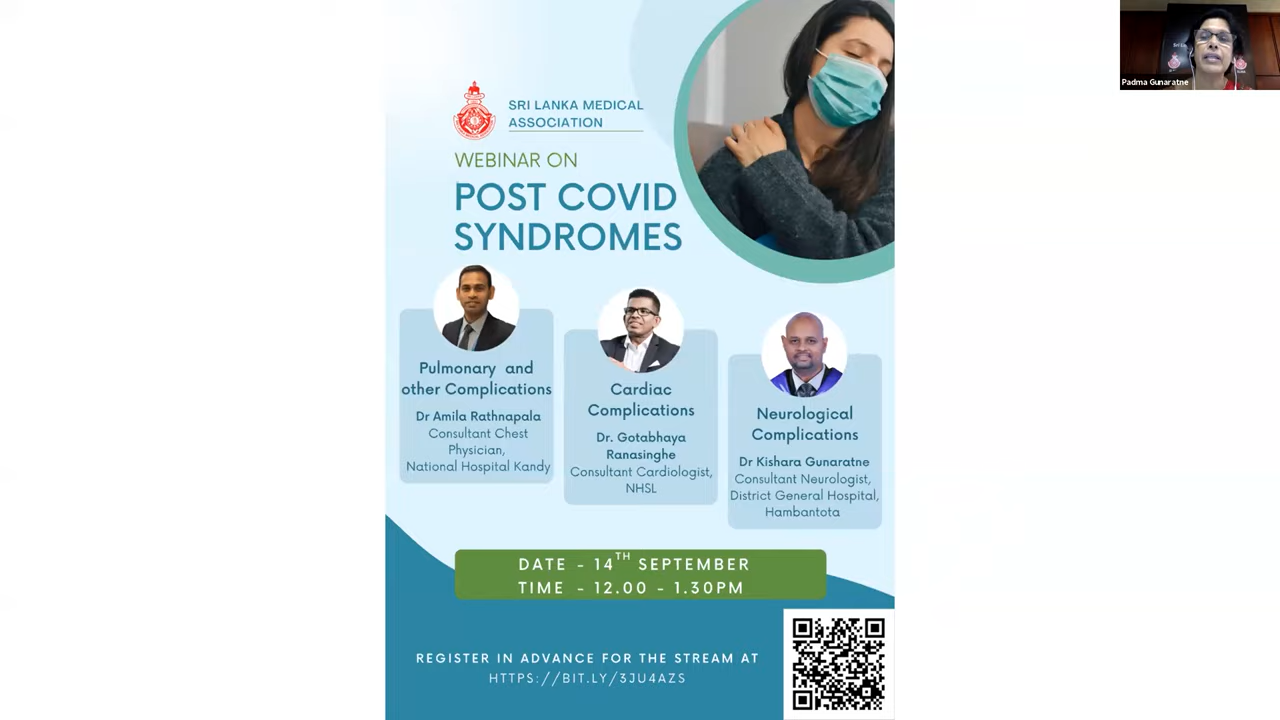 SRI LANKA MEDICAL
ASSOCIATION
WEBINAR ON
POST COVID
SYNDROMES
Pulmonary and
other Complications
Dr Amila Rathnapala
Consultant Chest
Physician,
National Hospital Kandy
Cardiac
Complications
Dr. Gotabhaya
Ranasinghe
Consultant Cardiologist,
NHSL
Neurological
Complications
Dr Kishara Gunaratne
Consultant Neurologist,
District General Hospital,
Hambantota
DATE - 14TH SEPTEMBER
TIME - 12.00 - 1.30PM
REGISTER IN ADVANCE FOR THE STREAM AT
HTTPS://BIT.LY/3JU4AZS
Padma Gunaratne